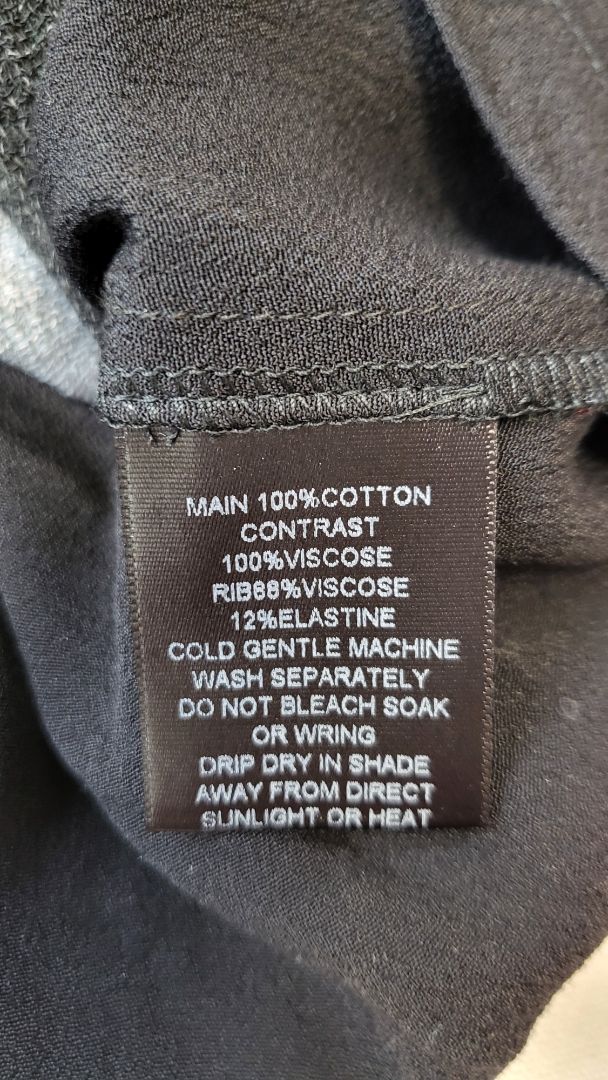 MAIN 100%COTTON
CONTRAST
100%VISCOSE
RIB88%VISCOSE
12%ELASTINE
COLD GENTLE MACHINE
WASH SEPARATELY
DO NOT BLEACH SOAK
OR WRING
DRIP DRY IN SHADE
AWAY FROM DIRECT
SUNLIGHT OR HEAT